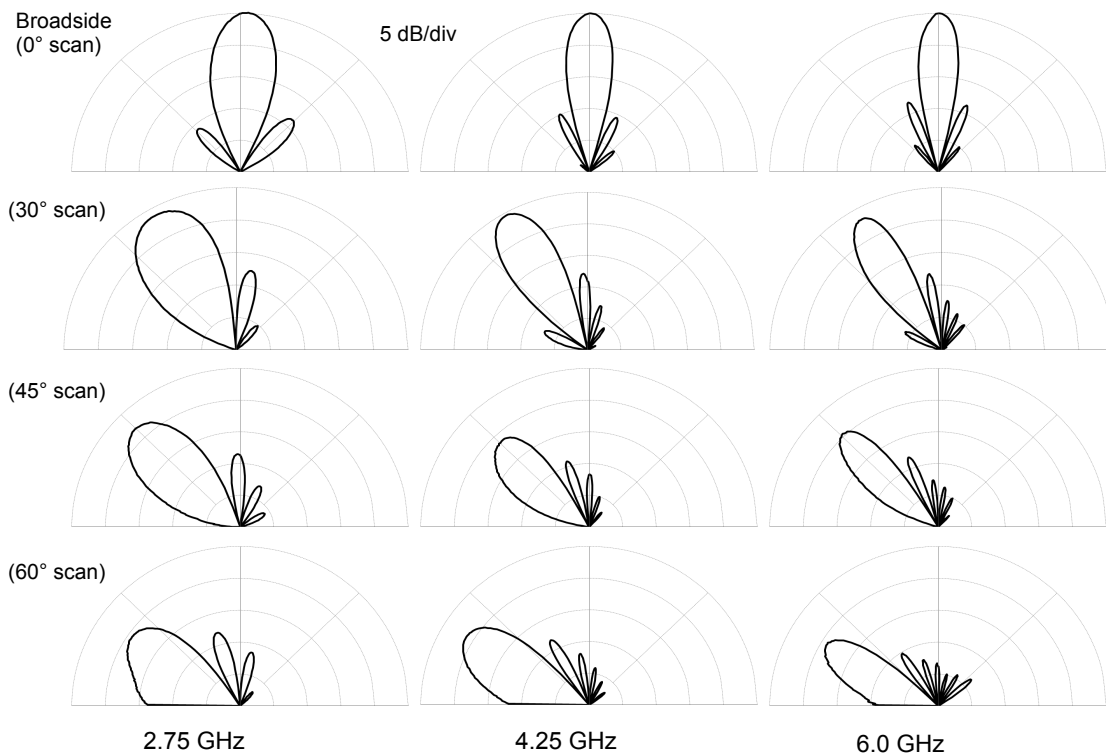 Broadside
(0° scan)
5 dB/div
(30° scan)
(45° scan)
(60° scan)
2.75 GHz
4.25 GHz
6.0 GHz